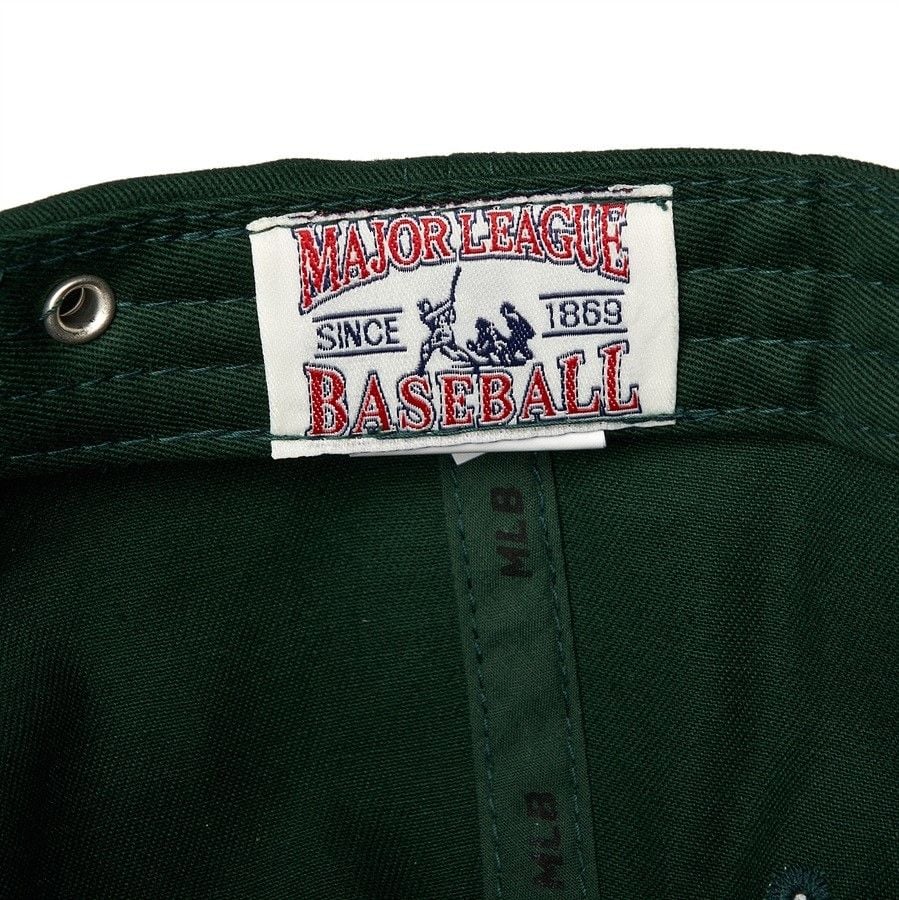 MAJOR LEAGUE
SINCE 1869
BASEBALL
MLB
MLB